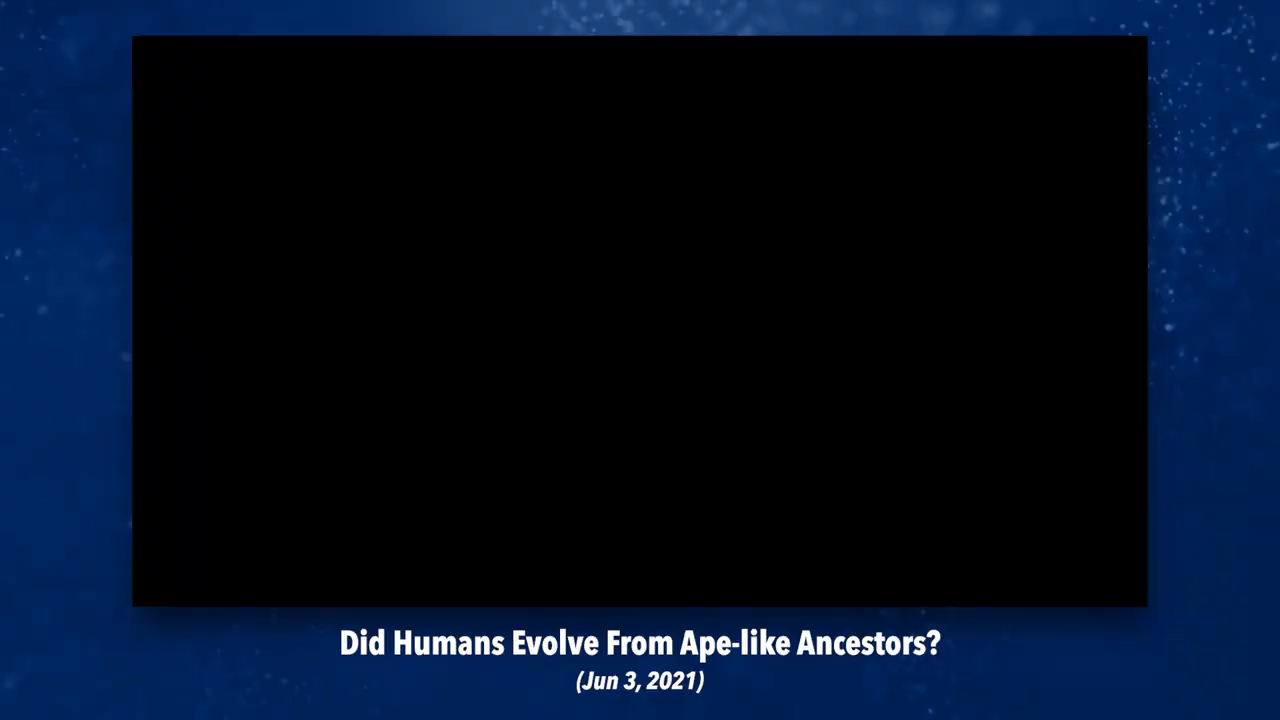 Did Humans Evolve From Ape-like Ancestors?
(Jun 3, 2021)